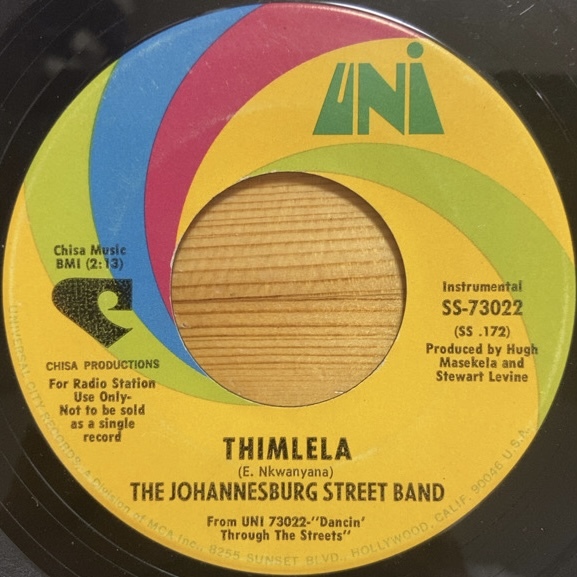 UNI
Chisa Music
BMI (2:13)
CHISA PRODUCTIONS
For Radio Station
Use Only-
Not to be sold
as a single
record
Instrumental
SS-73022
(SS .172)
Produced by Hugh
Masekela and
Stewart Levine
THIMLELA
(E. Nkwanyana)
THE JOHANNESBURG STREET BAND
From UNI 73022-"Dancin'
Through The Streets"
UNIVERSAL CITY RECORDS, A Division of MCA Inc., 8255 SUNSET BLVD., HOLLYWOOD, CALIF. 90046 U.S.A.